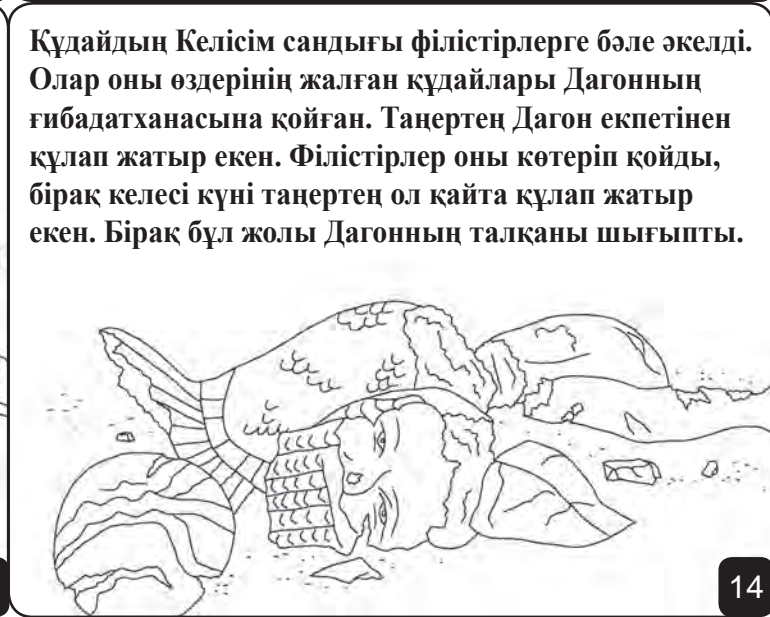 Құдайдың Келісім сандығы філістірлерге бәле әкелді.
Олар оны өздерінің жалған құдайлары Дагонның
ғибадатханасына қойған. Таңертең Дагон екпетінен
құлап жатыр екен. Філістірлер оны көтеріп қойды,
бірақ келесі күні таңертең ол қайта құлап жатыр
екен. Бірақ бұл жолы Дагонның талқаны шығыпты.
14